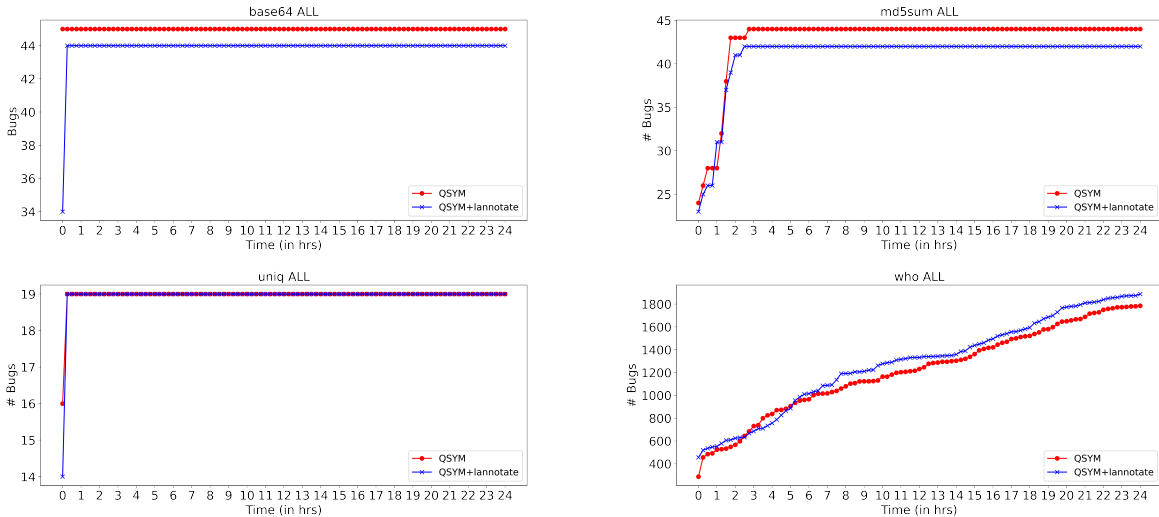 base64 ALL
Bugs
44
42
40
38
36
34
0 1 2 3 4 5 6 7 8 9 10 11 12 13 14 15 16 17 18 19 20 21 22 23 24
Time (in hrs)
QSYM
QSYM+lannotate
md5sum ALL
# Bugs
45
40
35
30
25
0 1 2 3 4 5 6 7 8 9 10 11 12 13 14 15 16 17 18 19 20 21 22 23 24
Time (in hrs)
QSYM
QSYM+lannotate
uniq ALL
# Bugs
19
18
17
16
15
14
0 1 2 3 4 5 6 7 8 9 10 11 12 13 14 15 16 17 18 19 20 21 22 23 24
Time (in hrs)
QSYM
QSYM+lannotate
who ALL
# Bugs
1800
1600
1400
1200
1000
800
600
400
0 1 2 3 4 5 6 7 8 9 10 11 12 13 14 15 16 17 18 19 20 21 22 23 24
Time (in hrs)
QSYM
QSYM+lannotate